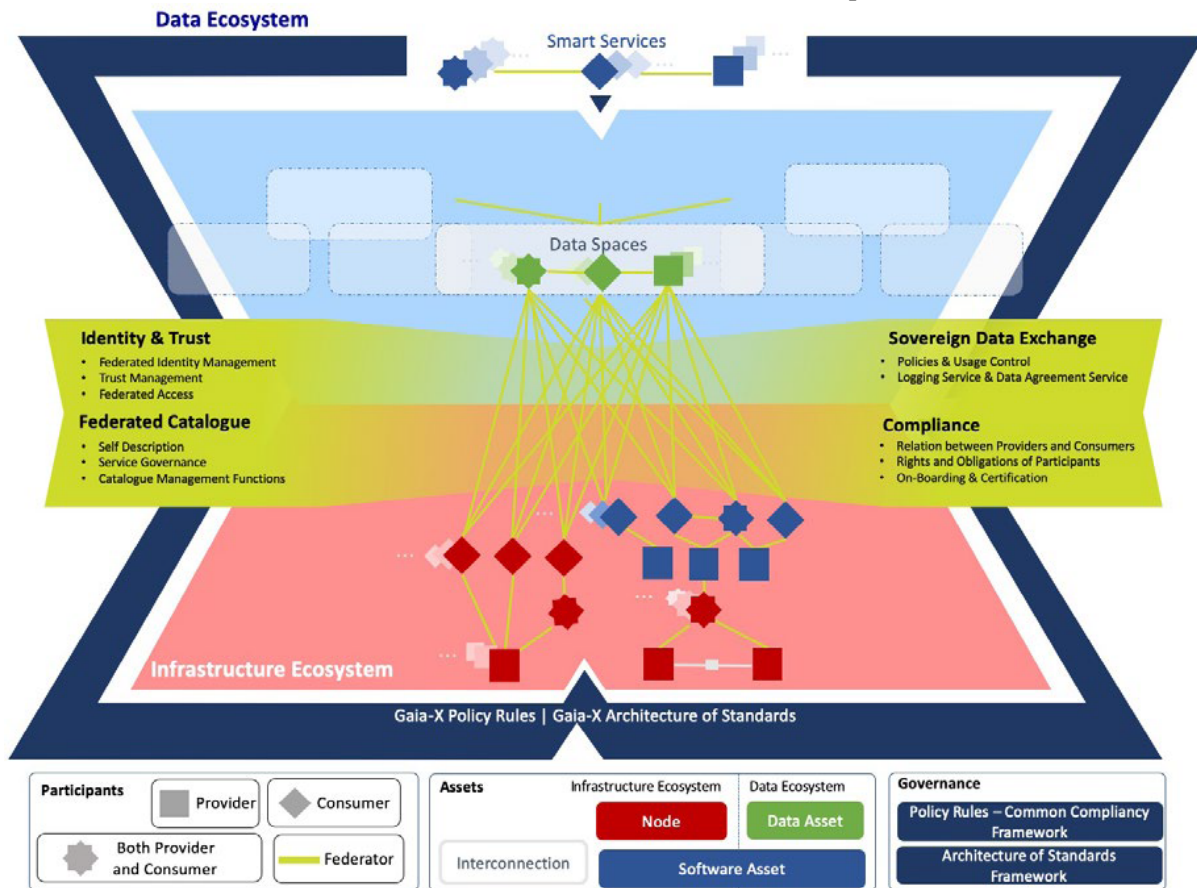 Data Ecosystem
Smart Services
Data Spaces
Identity & Trust
• Federated Identity Management
• Trust Management
• Federated Access
Federated Catalogue
• Self Description
• Service Governance
• Catalogue Management Functions
Sovereign Data Exchange
• Policies & Usage Control
• Logging Service & Data Agreement Service
Compliance
• Relation between Providers and Consumers
• Rights and Obligations of Participants
• On-Boarding & Certification
Infrastructure Ecosystem
Gaia-X Policy Rules | Gaia-X Architecture of Standards
Participants
Provider
Consumer
Both Provider
and Consumer
Federator
Assets
Infrastructure Ecosystem
Data Ecosystem
Node
Data Asset
Interconnection
Software Asset
Governance
Policy Rules – Common Compliancy
Framework
Architecture of Standards
Framework